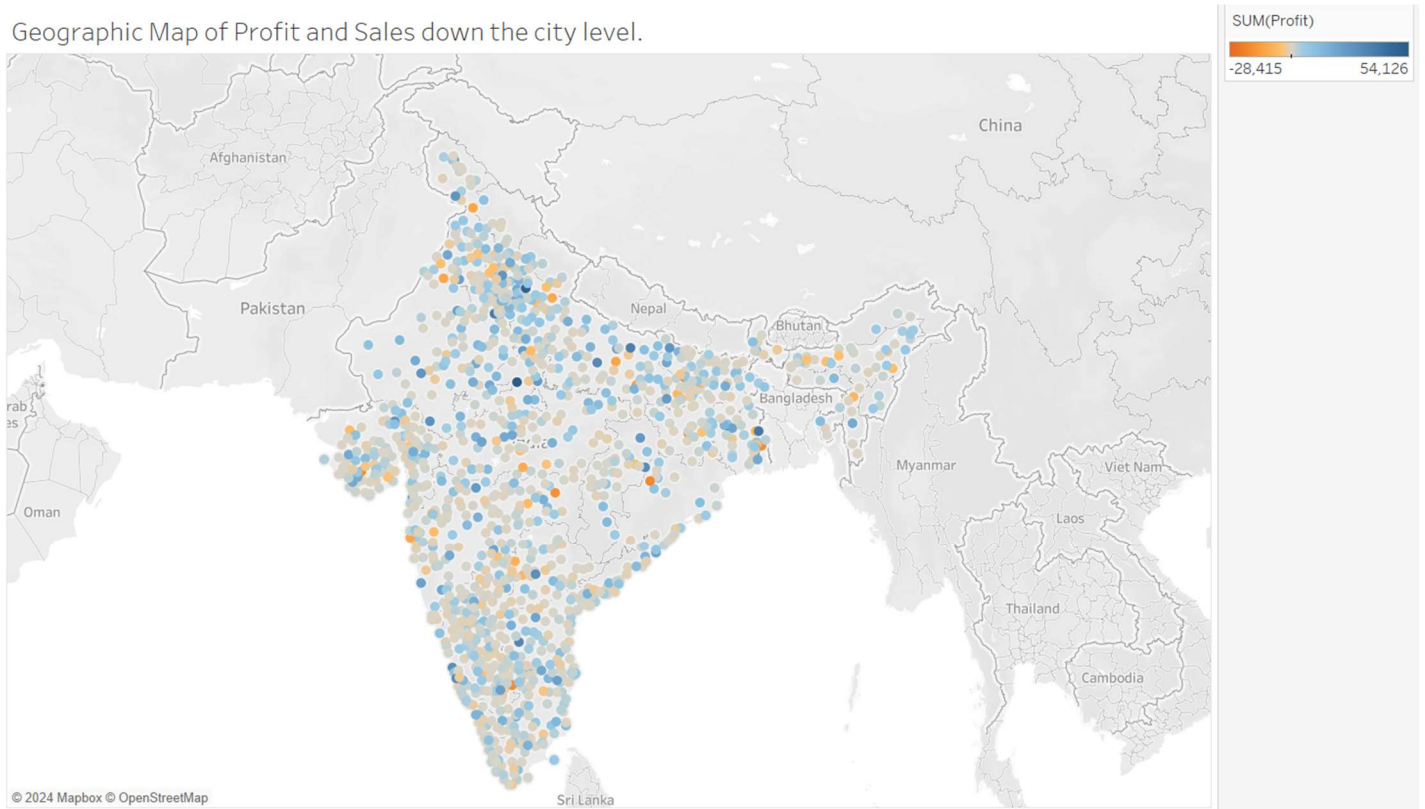 Geographic Map of Profit and Sales down the city level.
SUM(Profit)
-28,415 54,126
China
Afghanistan
Pakistan
Nepal
Bhutan
Bangladesh
Myanmar
Viet Nam
Oman
Laos
Thailand
Cambodia
Sri Lanka
© 2024 Mapbox © OpenStreetMap